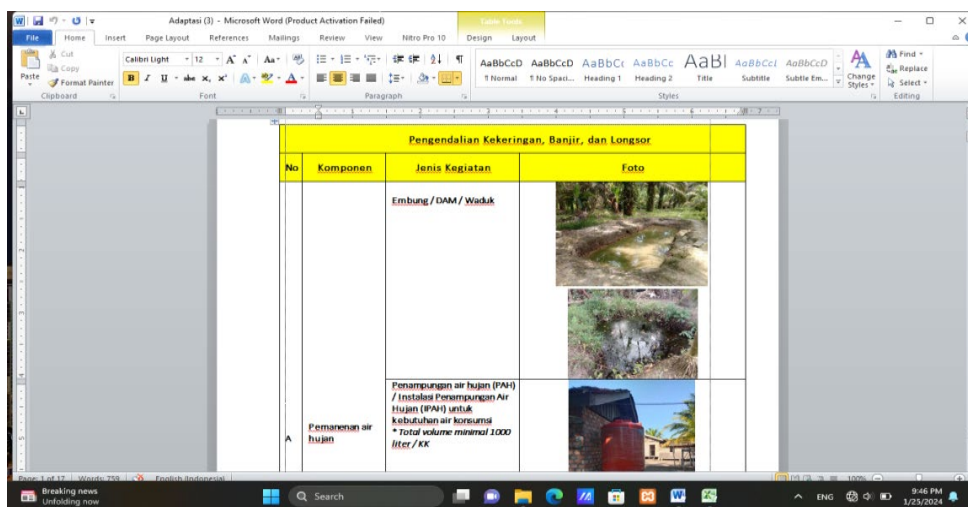 Adaptasi (3) - Microsoft Word (Product Activation Failed)
Table Tools
File Home Insert Page Layout References Mailings Review View Nitro Pro 10 Design Layout
Cut
Copy
Format Painter
Paste
Clipboard
Calibri Light 12
Font
Paragraph
AaBbCcD AaBbCcD AaBbCc AaBbCc AaBl AaBbCcL AaBbCcD
¶ Normal ¶ No Spaci... Heading 1 Heading 2 Title Subtitle Subtle Em...
Change Styles
Styles
Find
Replace
Select
Editing
Pengendalian Kekeringan, Banjir, dan Longsor
No Komponen Jenis Kegiatan Foto
Embung / DAM / Waduk
A
Pemanenan air
hujan
Penampungan air hujan (PAH)
/ Instalasi Penampungan Air
Hujan (IPAH) untuk
kebutuhan air konsumsi
* Total volume minimal 1000
liter / KK
Page: 1 of 17 Words: 759 English (Indonesia) 100%
Breaking news
Unfolding now
Search
ENG
9:46 PM
1/25/2024